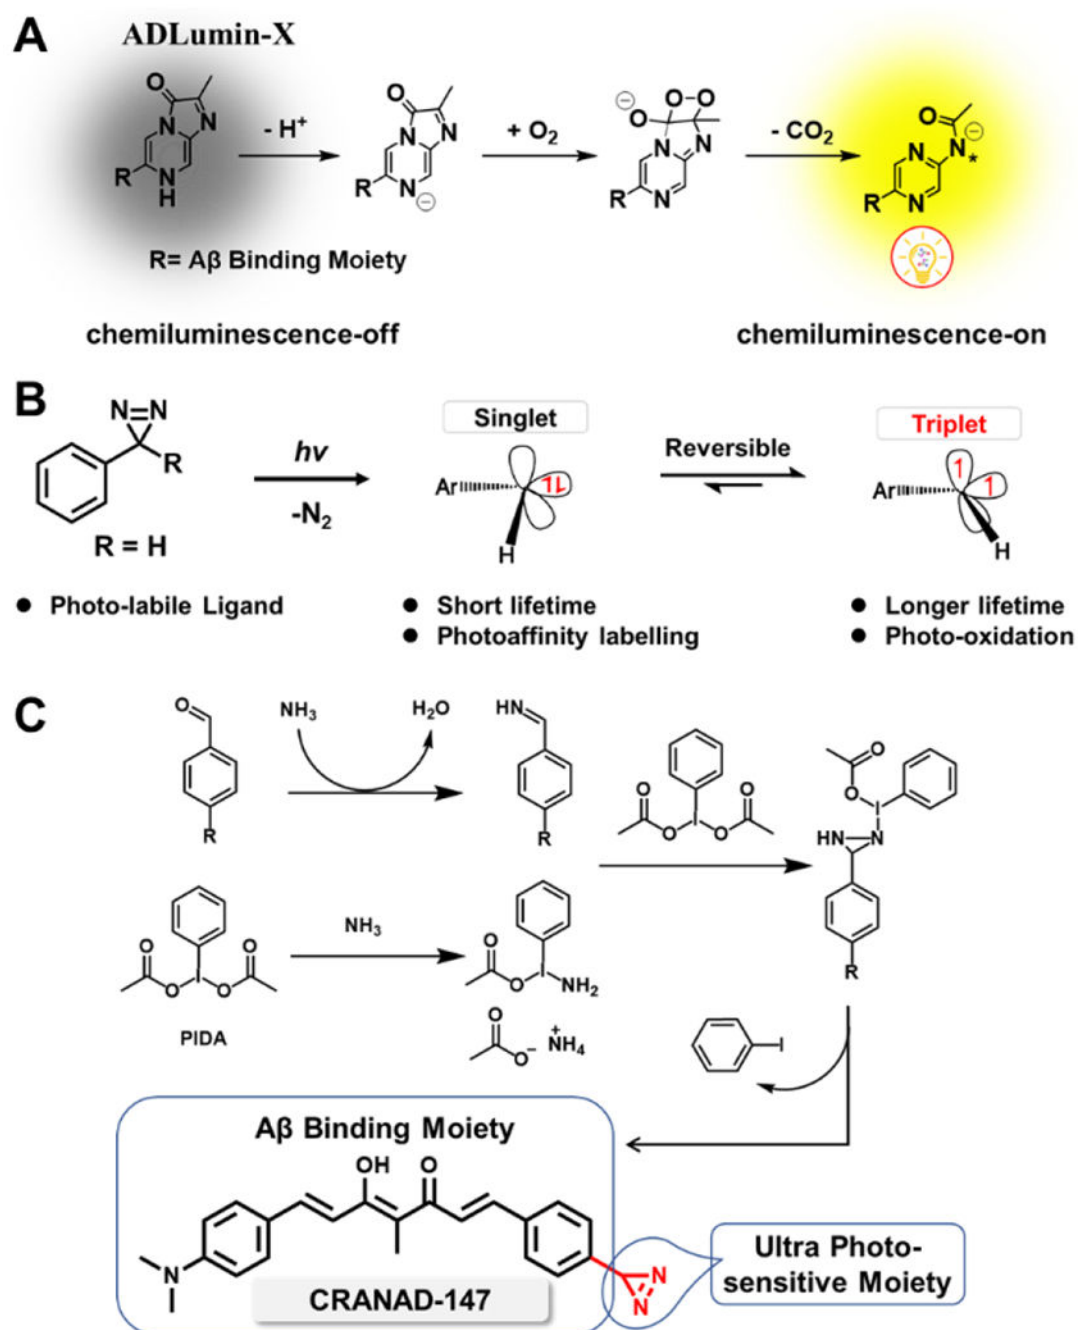 A
ADLumin-X
O
N
N
R
N
H
- H⁺
O
N
N
R
N
⊖
+ O₂
⊖
O
O-O
N
N
R
N
- CO₂
O
⊖
N
N
*
R
N
R= Aβ Binding Moiety
chemiluminescence-off
chemiluminescence-on
B
N=N
R
R = H
hv
-N₂
Singlet
Ar
H
Reversible
Triplet
Ar
H
● Photo-labile Ligand
● Short lifetime
● Photoaffinity labelling
● Longer lifetime
● Photo-oxidation
C
O
R
NH₃
H₂O
HN
R
O
O
O
I
O
O
O
I
HN
N
R
O
O
O
I
O
PIDA
NH₃
O
O
I
NH₂
O
O⁻
⁺NH₄
I
Aβ Binding Moiety
OH
O
N
N
N
CRANAD-147
Ultra Photo-
sensitive Moiety